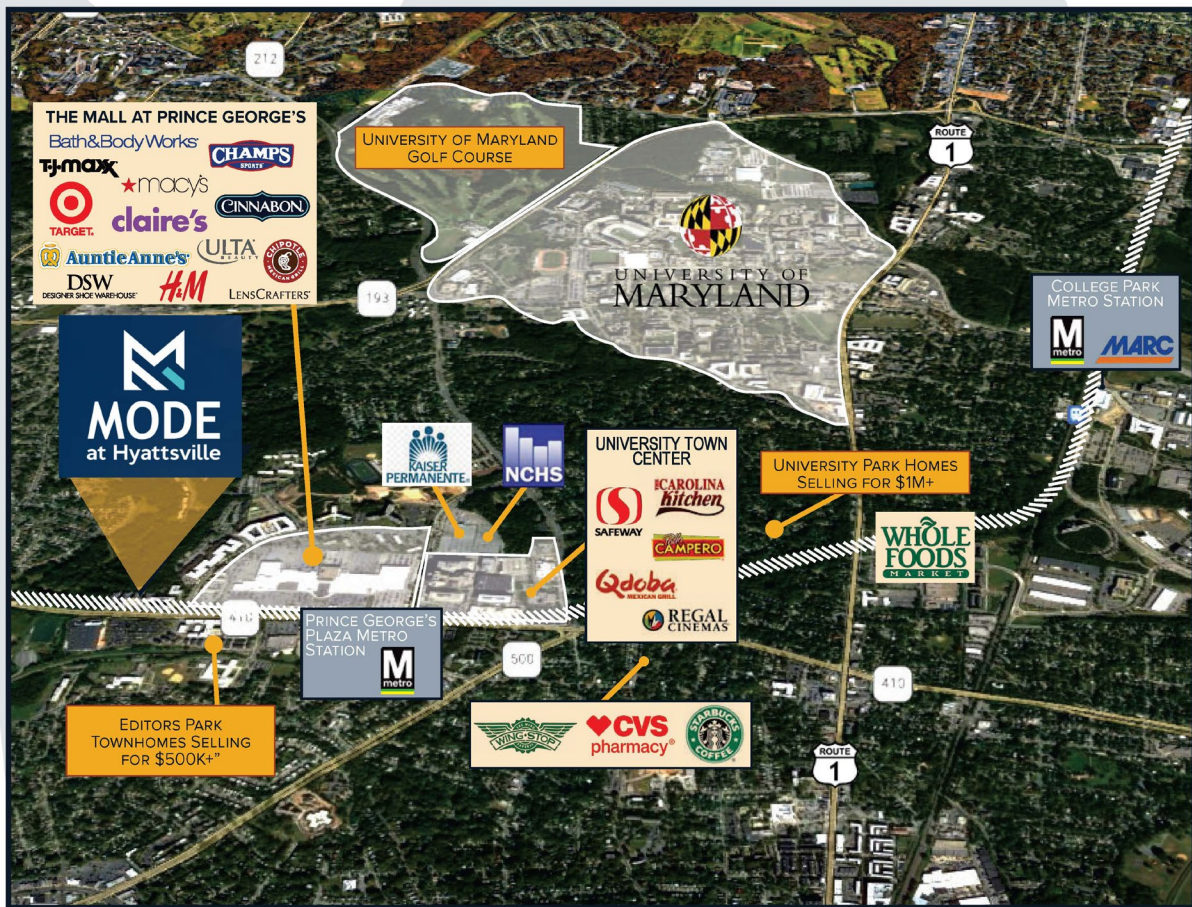 212
THE MALL AT PRINCE GEORGE'S
Bath&BodyWorks
CHAMPS
SPORTS
T•J•maxx
macy's
TARGET.
claire's
CINNABON
AuntieAnne's
ULTA
BEAUTY
CHIPOTLE
MEXICAN GRILL
DSW
DESIGNER SHOE WAREHOUSE
H&M
LENSCRAFTERS
UNIVERSITY OF MARYLAND
GOLF COURSE
ROUTE
1
UNIVERSITY OF
MARYLAND
193
COLLEGE PARK
METRO STATION
M
metro
MARC
MODE
at Hyattsville
KAISER
PERMANENTE
NCHS
UNIVERSITY TOWN
CENTER
SAFEWAY
THE CAROLINA
kitchen
Pollo
CAMPERO
Qdoba
MEXICAN GRILL
REGAL
CINEMAS
UNIVERSITY PARK HOMES
SELLING FOR $1M+
WHOLE
FOODS
MARKET
410
PRINCE GEORGE'S
PLAZA METRO
STATION
M
metro
500
410
EDITORS PARK
TOWNHOMES SELLING
FOR $500K+"
WING•STOP
CVS
pharmacy®
STARBUCKS
COFFEE
ROUTE
1